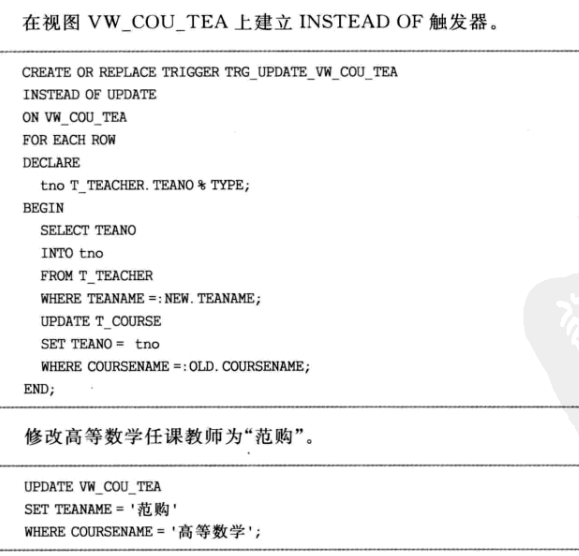 在视图 VW_COU_TEA 上建立 INSTEAD OF 触发器。
CREATE OR REPLACE TRIGGER TRG_UPDATE_VW_COU_TEA
INSTEAD OF UPDATE
ON VW_COU_TEA
FOR EACH ROW
DECLARE
tno T_TEACHER. TEANO % TYPE;
BEGIN
SELECT TEANO
INTO tno
FROM T_TEACHER
WHERE TEANAME =:NEW. TEANAME;
UPDATE T_COURSE
SET TEANO = tno
WHERE COURSENAME =:OLD. COURSENAME;
END;
修改高等数学任课教师为“范购”。
UPDATE VW_COU_TEA
SET TEANAME = '范购'
WHERE COURSENAME = '高等数学';